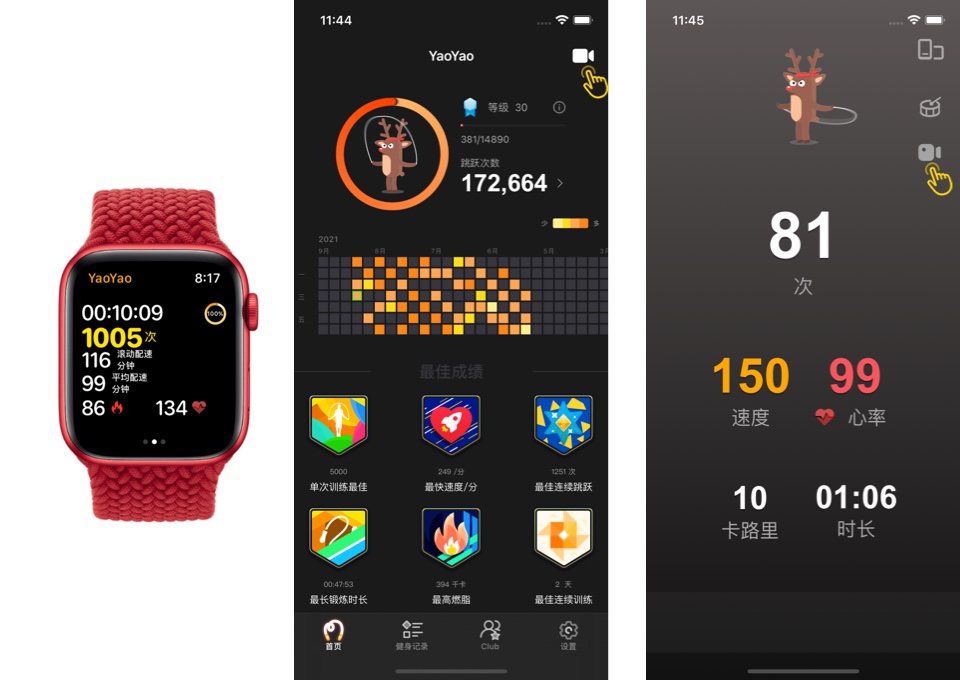 YaoYao 8:17
00:10:09 100%
1005次
116 滚动配速 分钟
99 平均配速 分钟
86 134
11:44
YaoYao
等级 30
381/14890
跳跃次数
172,664
少 多
2021
9月 8月 7月 6月 5月
一
三
五
最佳成绩
5000 249 /分 1251 次
单次训练最佳 最快速度/分 最佳连续跳跃
00:47:53 394 千卡 2 天
最长锻炼时长 最高燃脂 最佳连续训练
首页 健身记录 Club 设置
11:45
81
次
150 99
速度 心率
10 01:06
卡路里 时长